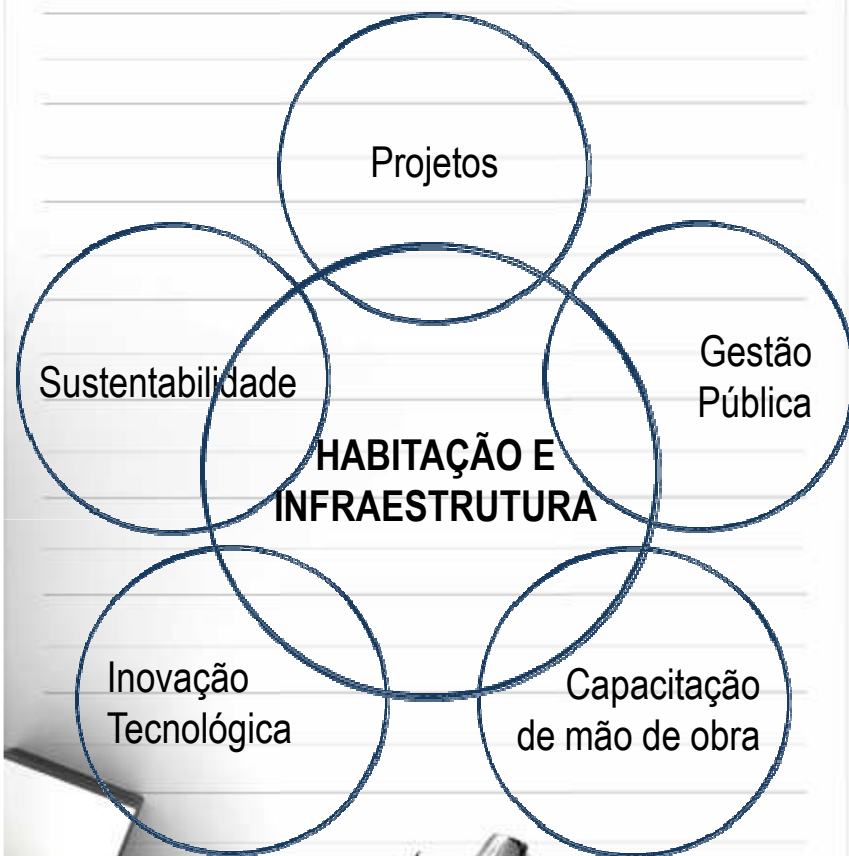 Projetos
Sustentabilidade
Gestão
Pública
HABITAÇÃO E
INFRAESTRUTURA
Inovação
Tecnológica
Capacitação
de mão de obra